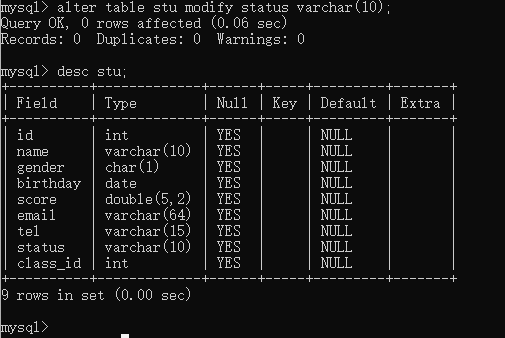 mysql> alter table stu modify status varchar(10);
Query OK, 0 rows affected (0.06 sec)
Records: 0  Duplicates: 0  Warnings: 0
mysql> desc stu;
+----------+-------------+------+-----+---------+-------+
| Field    | Type        | Null | Key | Default | Extra |
+----------+-------------+------+-----+---------+-------+
| id       | int         | YES  |     | NULL    |       |
| name     | varchar(10) | YES  |     | NULL    |       |
| gender   | char(1)     | YES  |     | NULL    |       |
| birthday | date        | YES  |     | NULL    |       |
| score    | double(5,2) | YES  |     | NULL    |       |
| email    | varchar(64) | YES  |     | NULL    |       |
| tel      | varchar(15) | YES  |     | NULL    |       |
| status   | varchar(10) | YES  |     | NULL    |       |
| class_id | int         | YES  |     | NULL    |       |
+----------+-------------+------+-----+---------+-------+
9 rows in set (0.00 sec)
mysql>